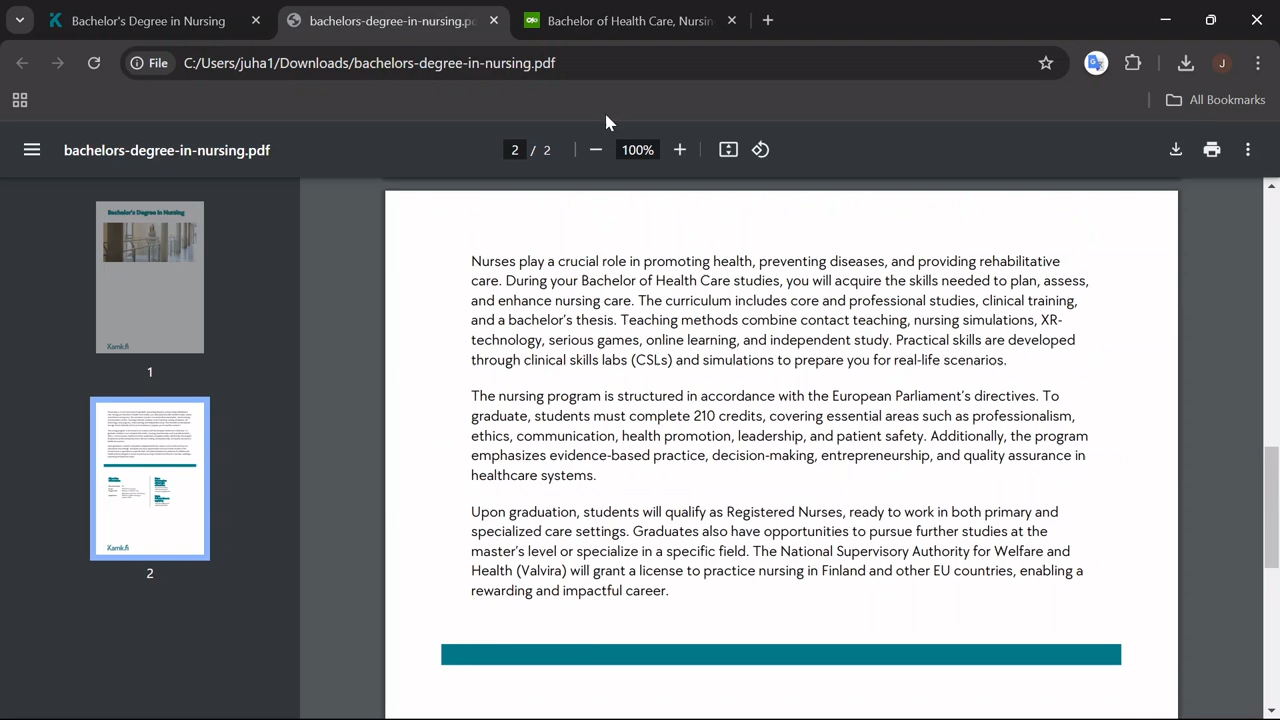 Bachelor's Degree in Nursing
bachelors-degree-in-nursing.pd
Bachelor of Health Care, Nursin
File
C:/Users/juha1/Downloads/bachelors-degree-in-nursing.pdf
J
All Bookmarks
bachelors-degree-in-nursing.pdf
2 / 2
100%
Bachelor's Degree in Nursing
Kamk.fi
1
Kamk.fi
2
Nurses play a crucial role in promoting health, preventing diseases, and providing rehabilitative
care. During your Bachelor of Health Care studies, you will acquire the skills needed to plan, assess,
and enhance nursing care. The curriculum includes core and professional studies, clinical training,
and a bachelor's thesis. Teaching methods combine contact teaching, nursing simulations, XR-
technology, serious games, online learning, and independent study. Practical skills are developed
through clinical skills labs (CSLs) and simulations to prepare you for real-life scenarios.
The nursing program is structured in accordance with the European Parliament's directives. To
graduate, students must complete 210 credits, covering essential areas such as professionalism,
ethics, communication, health promotion, leadership, and patient safety. Additionally, the program
emphasizes evidence-based practice, decision-making, entrepreneurship, and quality assurance in
healthcare systems.
Upon graduation, students will qualify as Registered Nurses, ready to work in both primary and
specialized care settings. Graduates also have opportunities to pursue further studies at the
master's level or specialize in a specific field. The National Supervisory Authority for Welfare and
Health (Valvira) will grant a license to practice nursing in Finland and other EU countries, enabling a
rewarding and impactful career.